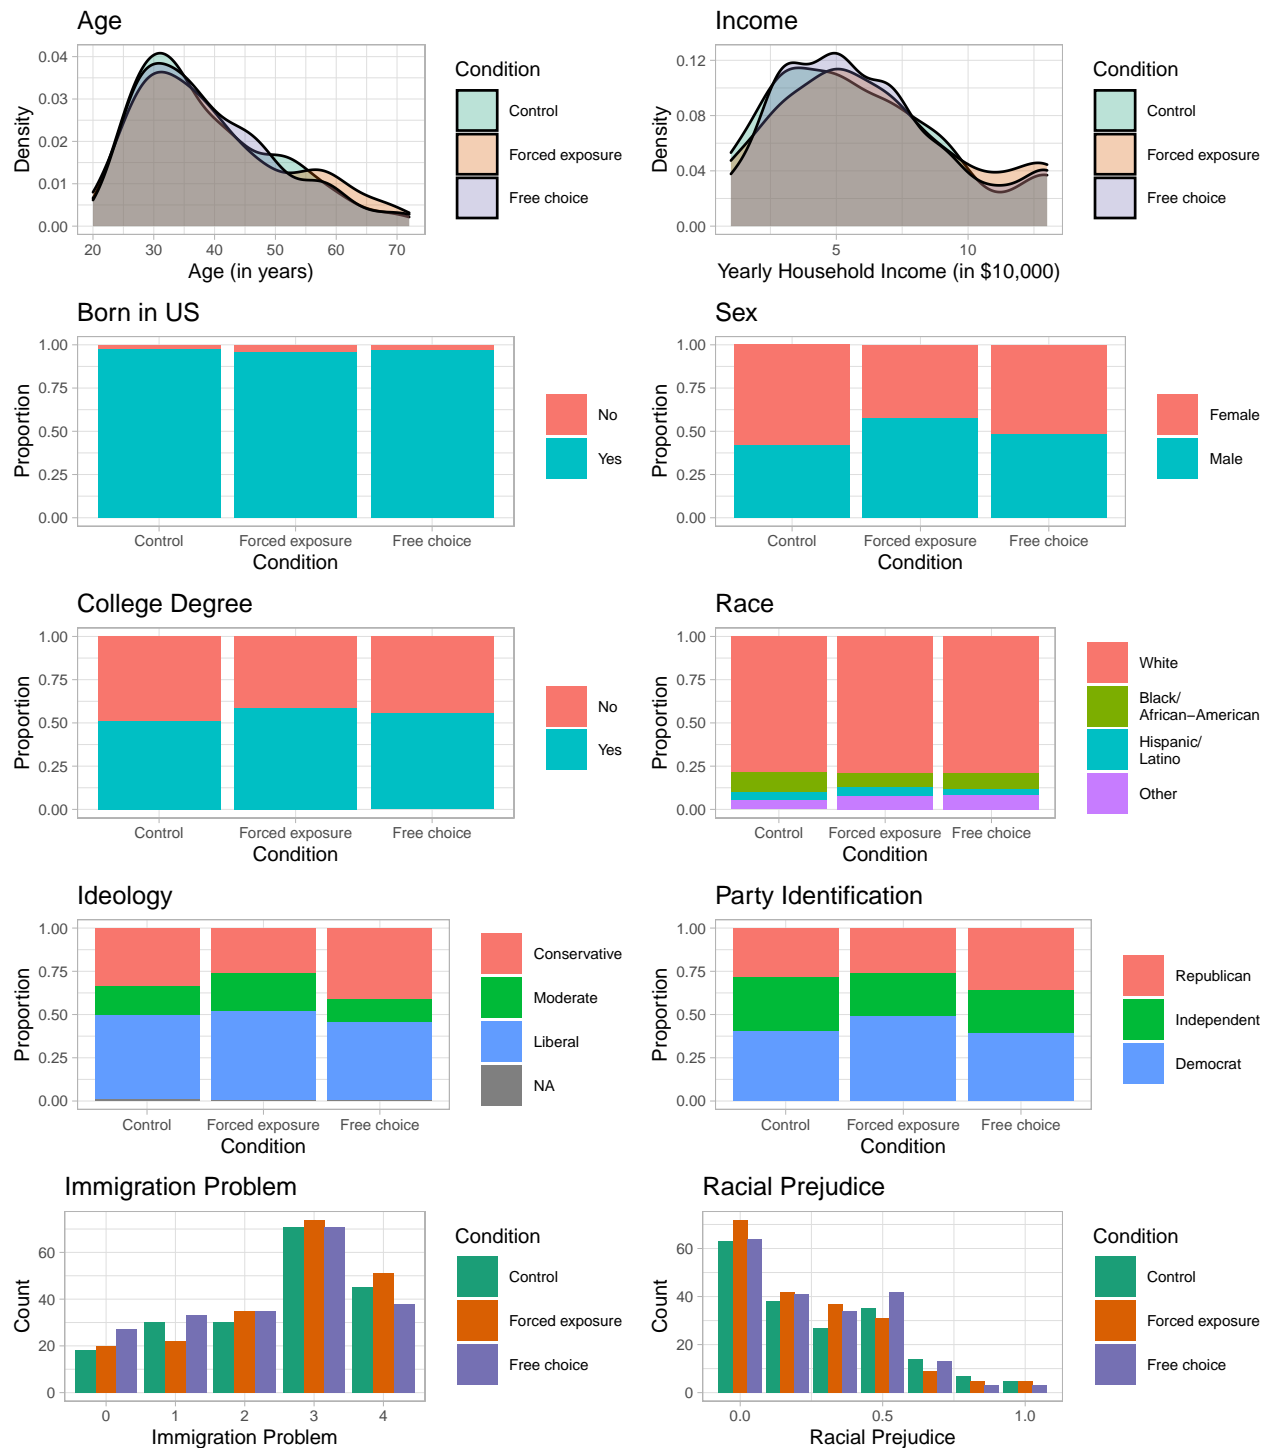 Age
Density
0.04
0.03
0.02
0.01
0.00
20 30 40 50 60 70
Age (in years)
Condition
Control
Forced exposure
Free choice
Income
Density
0.12
0.08
0.04
0.00
5 10
Yearly Household Income (in $10,000)
Condition
Control
Forced exposure
Free choice
Born in US
Proportion
1.00
0.75
0.50
0.25
0.00
Control Forced exposure Free choice
Condition
No
Yes
Sex
Proportion
1.00
0.75
0.50
0.25
0.00
Control Forced exposure Free choice
Condition
Female
Male
College Degree
Proportion
1.00
0.75
0.50
0.25
0.00
Control Forced exposure Free choice
Condition
No
Yes
Race
Proportion
1.00
0.75
0.50
0.25
0.00
Control Forced exposure Free choice
Condition
White
Black/
African−American
Hispanic/
Latino
Other
Ideology
Proportion
1.00
0.75
0.50
0.25
0.00
Control Forced exposure Free choice
Condition
Conservative
Moderate
Liberal
NA
Party Identification
Proportion
1.00
0.75
0.50
0.25
0.00
Control Forced exposure Free choice
Condition
Republican
Independent
Democrat
Immigration Problem
Count
60
40
20
0
0 1 2 3 4
Immigration Problem
Condition
Control
Forced exposure
Free choice
Racial Prejudice
Count
60
40
20
0
0.0 0.5 1.0
Racial Prejudice
Condition
Control
Forced exposure
Free choice